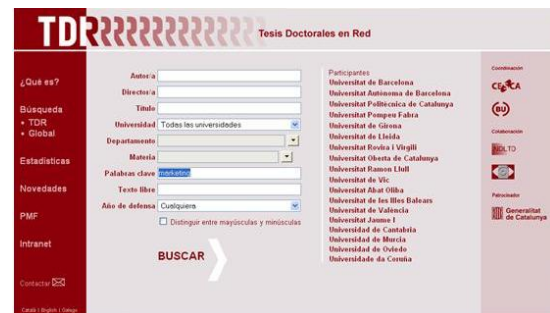 TDR
Tesis Doctorales en Red
¿Qué es?
Búsqueda
TDR
Global
Estadísticas
Novedades
PMF
Intranet
Contactar
Català | English | Galego
Autor/a
Director/a
Título
Universidad Todas las universidades
Departamento
Materia
Palabras clave marketing
Texto libre
Año de defensa Cualquiera
Distinguir entre mayúsculas y minúsculas
BUSCAR
Participantes
Universitat de Barcelona
Universitat Autònoma de Barcelona
Universitat Politècnica de Catalunya
Universitat Pompeu Fabra
Universitat de Girona
Universitat de Lleida
Universitat Rovira i Virgili
Universitat Oberta de Catalunya
Universitat Ramon Llull
Universitat de Vic
Universitat Abat Oliba
Universitat de les Illes Balears
Universitat de València
Universitat Jaume I
Universidad de Cantabria
Universidad de Murcia
Universidad de Oviedo
Universidade da Coruña
Coordinación
CESCA
Colaboración
NDLTD
Patrocinador
Generalitat
de Catalunya